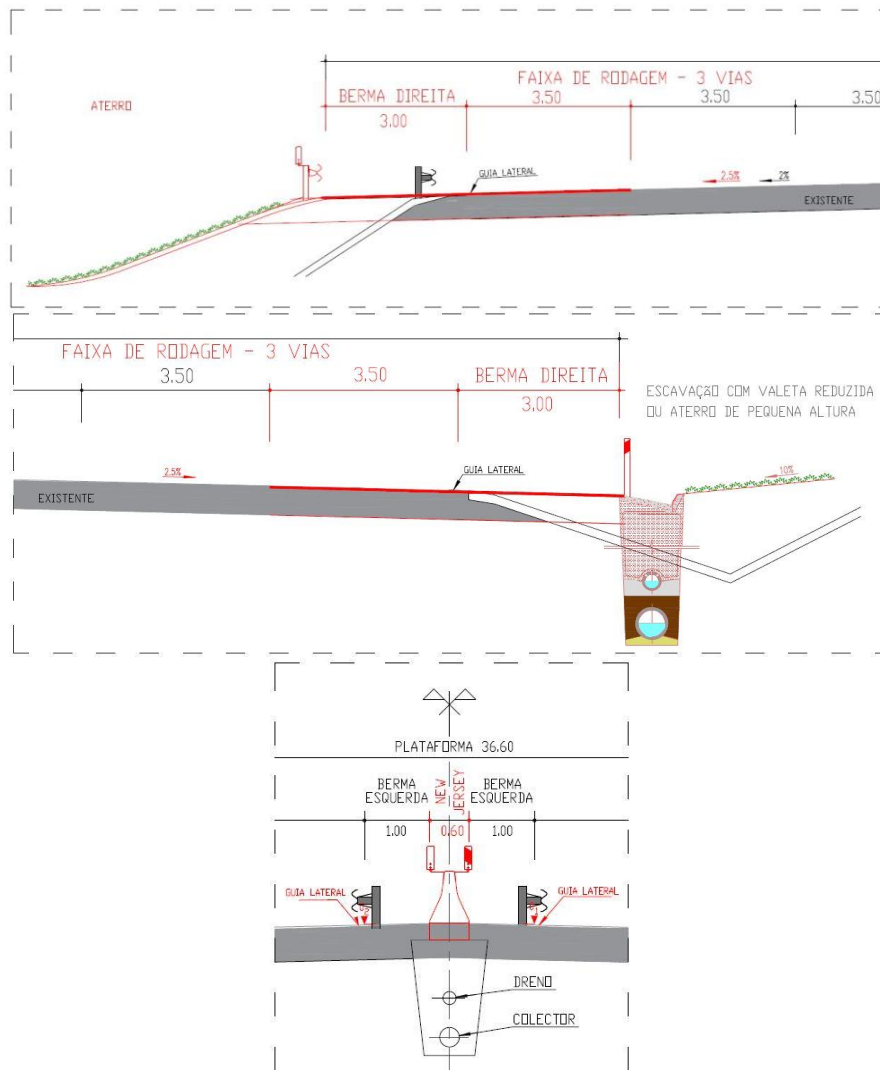 FAIXA DE RODAGEM - 3 VIAS
BERMA DIREITA
3.50
3.50
3.50
3.00
ATERRO
GUIA LATERAL
2.5%
2%
EXISTENTE
FAIXA DE RODAGEM - 3 VIAS
3.50
3.50
BERMA DIREITA
3.00
ESCAVAÇÃO COM VALETA REDUZIDA
OU ATERRO DE PEQUENA ALTURA
2.5%
GUIA LATERAL
10%
EXISTENTE
PLATAFORMA 36.60
BERMA
ESQUERDA
NEW
JERSEY
BERMA
ESQUERDA
1.00
0.60
1.00
GUIA LATERAL
GUIA LATERAL
DRENO
COLECTOR